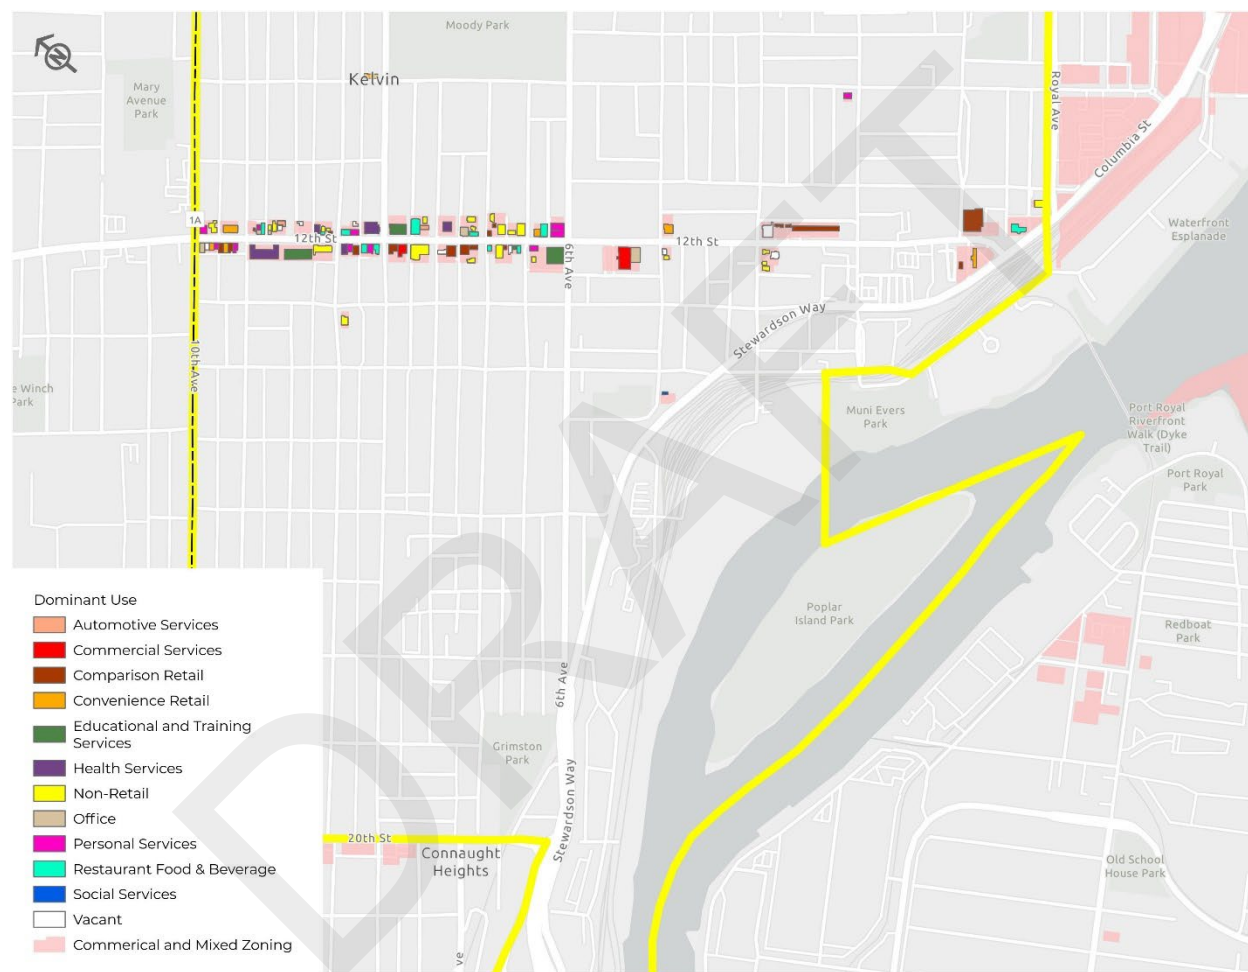 Moody Park
N
Kelvin
Mary
Avenue
Park
Royal Ave
Columbia St
1A
12th St
12th St
Waterfront
Esplanade
6th Ave
Stewardson Way
10th Ave
e Winch
Park
Muni Evers
Park
Port Royal
Riverfront
Walk (Dyke
Trail)
Port Royal
Park
Poplar
Island Park
Redboat
Park
6th Ave
Grimston
Park
Stewardson Way
20th St
Connaught
Heights
Old School
House Park
ve
DRAFT
Dominant Use
Automotive Services
Commercial Services
Comparison Retail
Convenience Retail
Educational and Training
Services
Health Services
Non-Retail
Office
Personal Services
Restaurant Food & Beverage
Social Services
Vacant
Commerical and Mixed Zoning